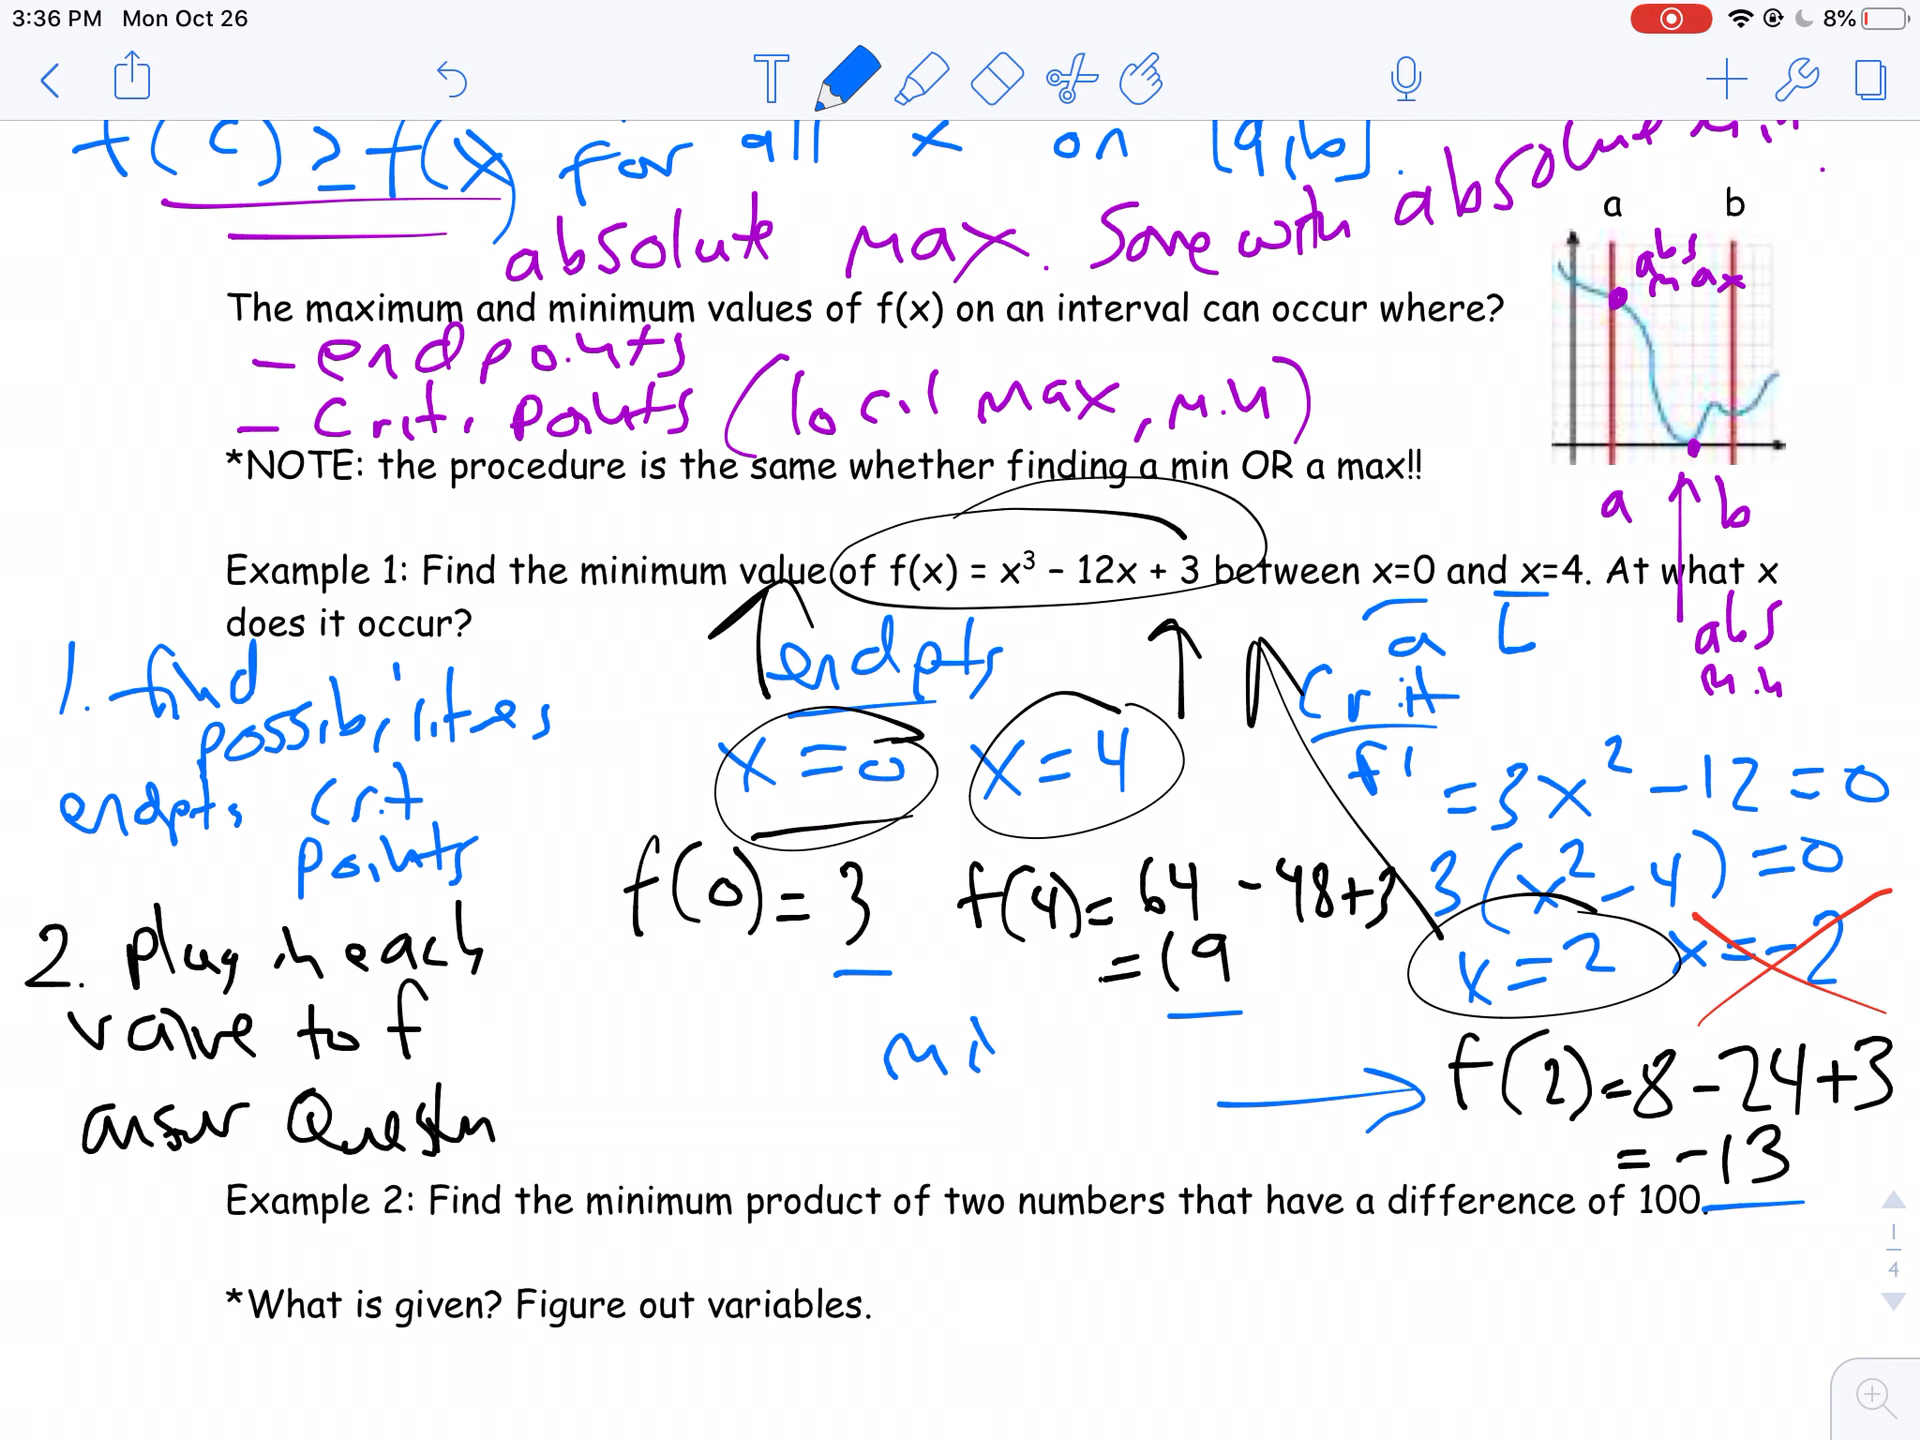 3:36 PM Mon Oct 26
8%
T
f(c) ≥ f(x) for all x on [a,b].
absolute max. Same with absolute min.
a b
abs
max
The maximum and minimum values of f(x) on an interval can occur where?
- endpoints
- crit. points (local max, min)
*NOTE: the procedure is the same whether finding a min OR a max!!
a b
abs
min
Example 1: Find the minimum value of f(x) = x³ - 12x + 3 between x=0 and x=4. At what x
does it occur?
a b
1. find
possibilities
endpts, crit
points
endpts
x = 0 x = 4
crit
f' = 3x² - 12 = 0
3(x² - 4) = 0
x = 2 x = -2
f(0) = 3 f(4) = 64 - 48 + 3
= 19
2. plug in each
value to f
answr Questn
mi
f(2) = 8 - 24 + 3
= -13
Example 2: Find the minimum product of two numbers that have a difference of 100.
*What is given? Figure out variables.
1
4